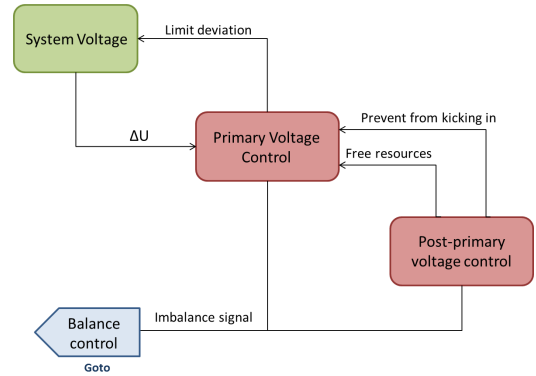 System Voltage
Limit deviation
ΔU
Primary Voltage
Control
Prevent from kicking in
Free resources
Post-primary
voltage control
Imbalance signal
Balance
control
Goto